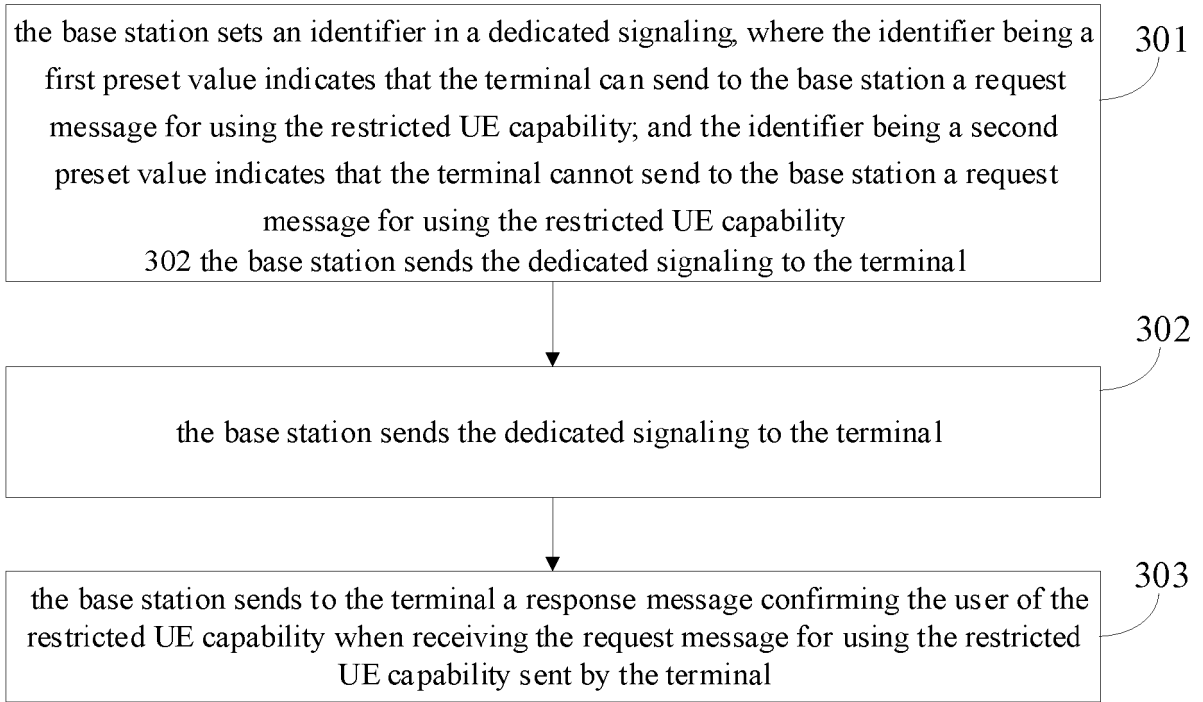 the base station sets an identifier in a dedicated signaling, where the identifier being a
first preset value indicates that the terminal can send to the base station a request
message for using the restricted UE capability; and the identifier being a second
preset value indicates that the terminal cannot send to the base station a request
message for using the restricted UE capability
302 the base station sends the dedicated signaling to the terminal
301
302
the base station sends the dedicated signaling to the terminal
303
the base station sends to the terminal a response message confirming the user of the
restricted UE capability when receiving the request message for using the restricted
UE capability sent by the terminal